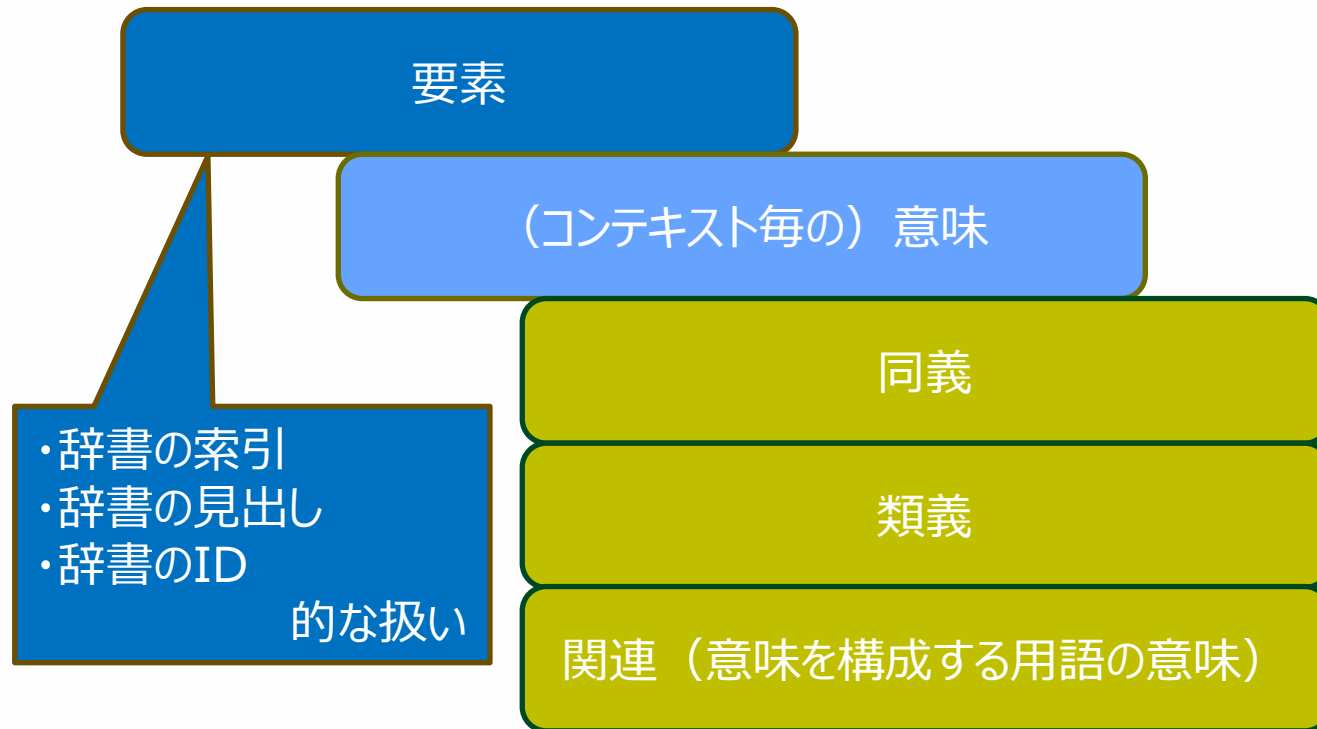 要素
（コンテキスト毎の）意味
同義
類義
関連（意味を構成する用語の意味）
・辞書の索引
・辞書の見出し
・辞書のID
的な扱い